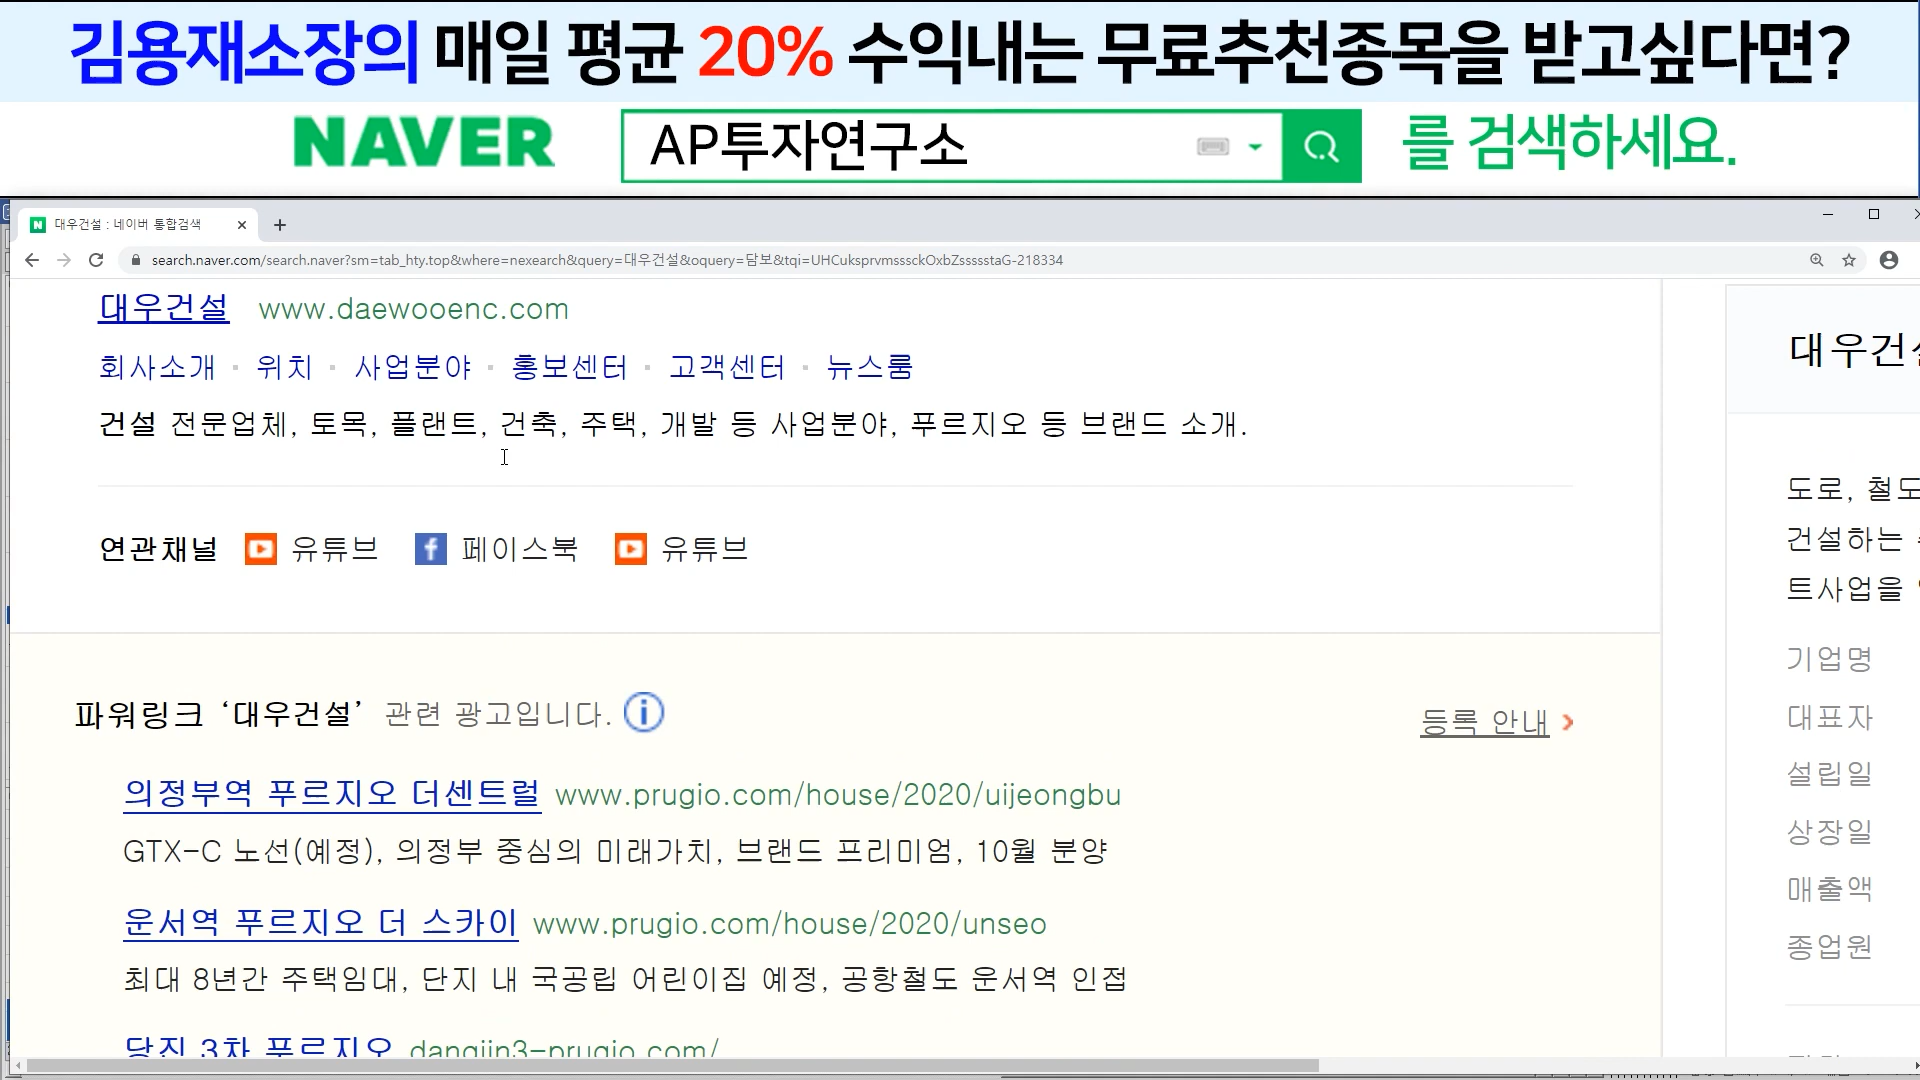 김용재소장의 매일 평균 20% 수익내는 무료추천종목을 받고싶다면?
NAVER AP투자연구소 를 검색하세요.
대우건설 : 네이버 통합검색
search.naver.com/search.naver?sm=tab_hty.top&where=nexearch&query=대우건설&oquery=담보&tqi=UHCuksprvmsssckOxbZssssstaG-218334
대우건설 www.daewooenc.com
회사소개 · 위치 · 사업분야 · 홍보센터 · 고객센터 · 뉴스룸
건설 전문업체, 토목, 플랜트, 건축, 주택, 개발 등 사업분야, 푸르지오 등 브랜드 소개.
연관채널 유튜브 페이스북 유튜브
파워링크 ‘대우건설’ 관련 광고입니다.
등록 안내
의정부역 푸르지오 더센트럴 www.prugio.com/house/2020/uijeongbu
GTX-C 노선(예정), 의정부 중심의 미래가치, 브랜드 프리미엄, 10월 분양
운서역 푸르지오 더 스카이 www.prugio.com/house/2020/unseo
최대 8년간 주택임대, 단지 내 국공립 어린이집 예정, 공항철도 운서역 인접
당진 3차 푸르지오 dangjin3-prugio.com/
대우건설
도로, 철도
건설하는
트사업을
기업명
대표자
설립일
상장일
매출액
종업원